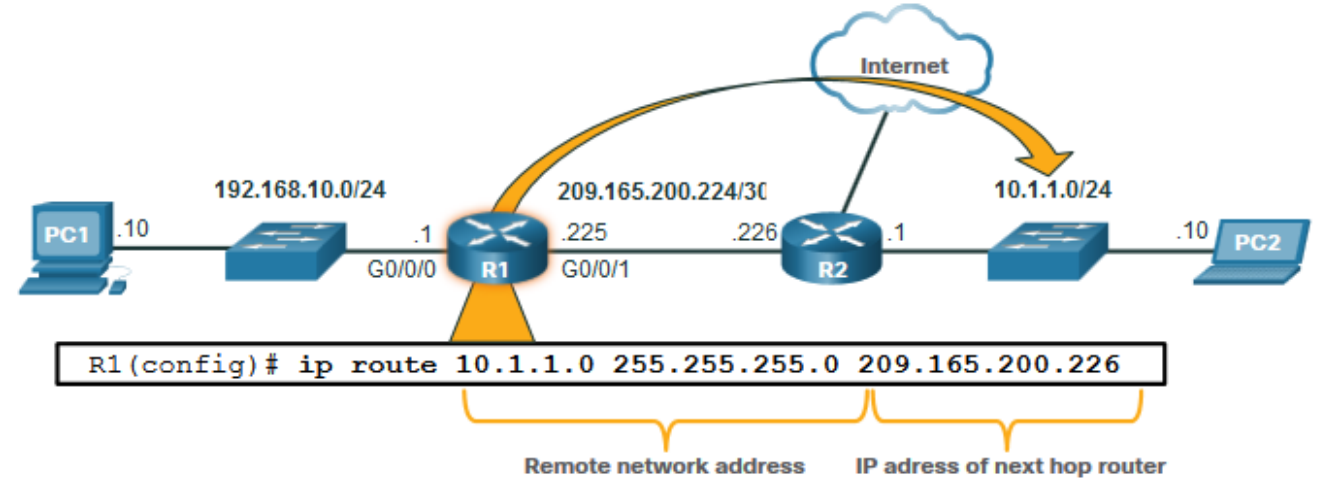 Internet
192.168.10.0/24
209.165.200.224/30
10.1.1.0/24
PC1
.10
.1
.225
.226
.1
.10
PC2
G0/0/0
R1
G0/0/1
R2
R1(config)# ip route 10.1.1.0 255.255.255.0 209.165.200.226
Remote network address
IP adress of next hop router